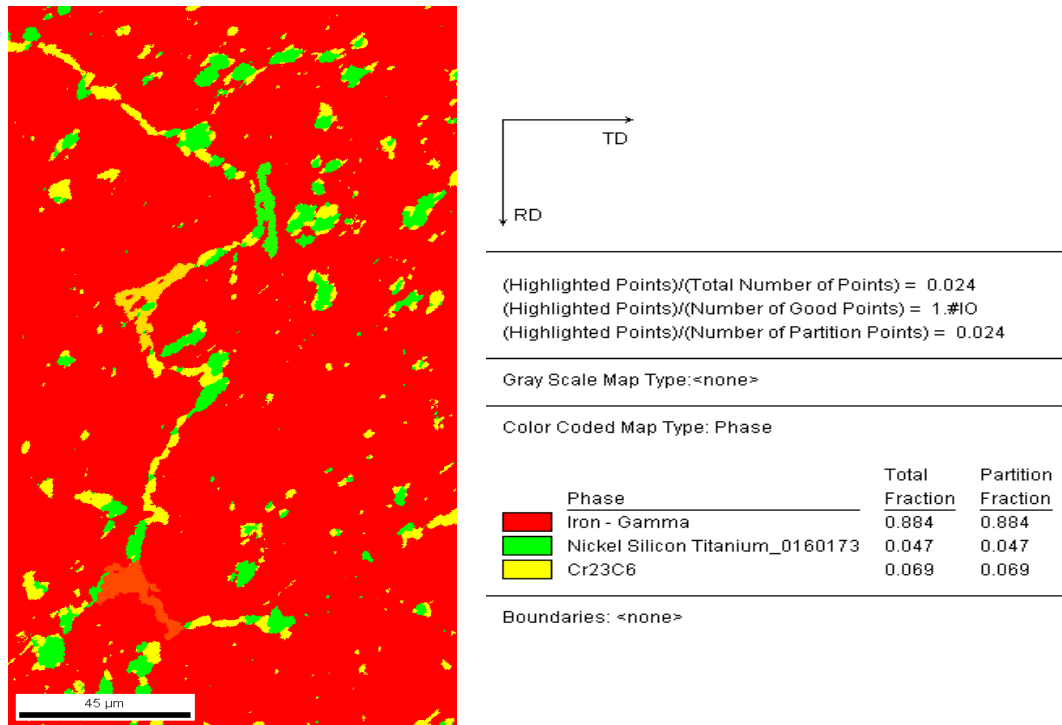 TD
RD
(Highlighted Points)/(Total Number of Points) = 0.024
(Highlighted Points)/(Number of Good Points) = 1.#IO
(Highlighted Points)/(Number of Partition Points) = 0.024
Gray Scale Map Type:<none>
Color Coded Map Type: Phase
Total Partition
Phase Fraction Fraction
Iron - Gamma 0.884 0.884
Nickel Silicon Titanium_0160173 0.047 0.047
Cr23C6 0.069 0.069
Boundaries: <none>
45 µm